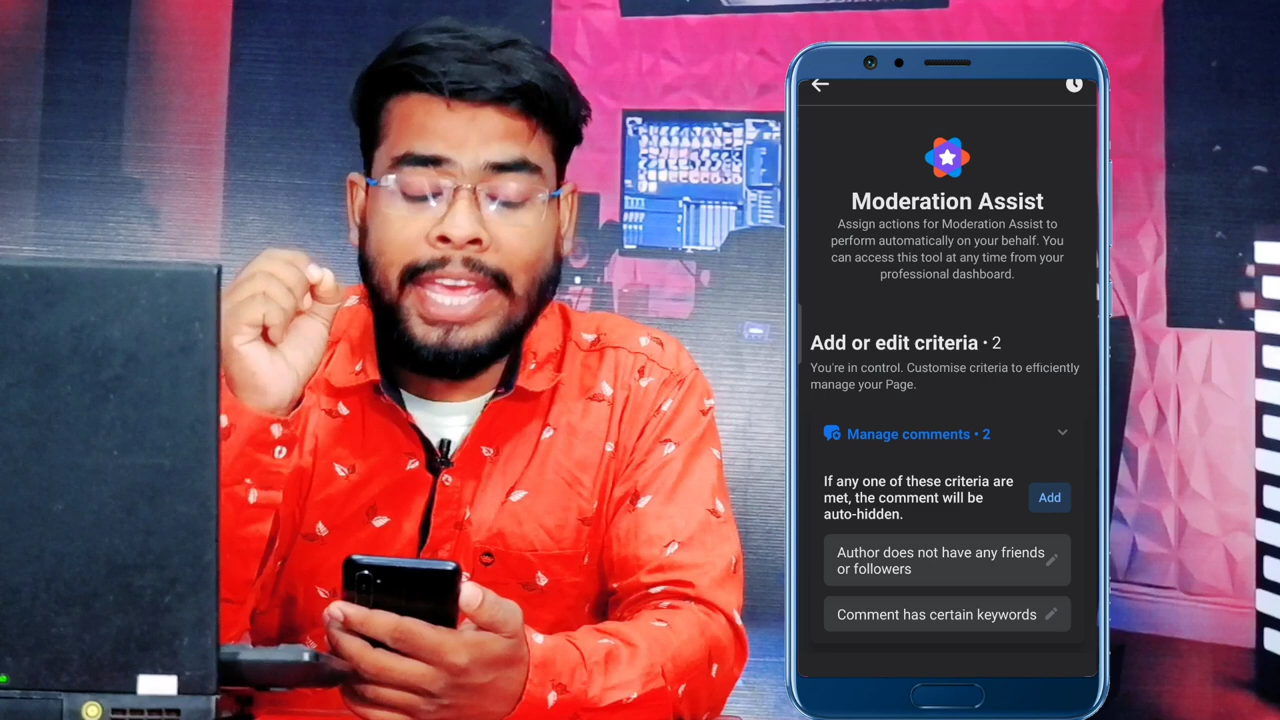 Moderation Assist
Assign actions for Moderation Assist to
perform automatically on your behalf. You
can access this tool at any time from your
professional dashboard.
Add or edit criteria · 2
You're in control. Customise criteria to efficiently
manage your Page.
Manage comments · 2
If any one of these criteria are
met, the comment will be
auto-hidden.
Add
Author does not have any friends
or followers
Comment has certain keywords